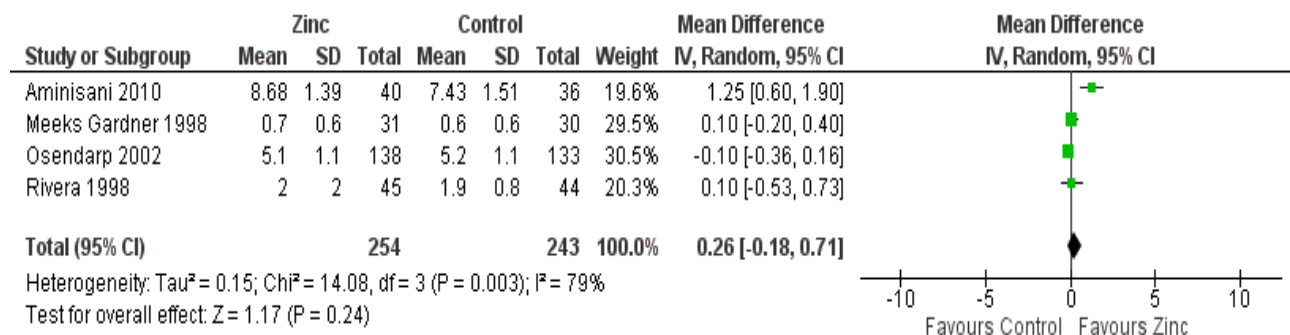 Zinc Control Mean Difference Mean Difference
Study or Subgroup Mean SD Total Mean SD Total Weight IV, Random, 95% CI IV, Random, 95% CI
Aminisani 2010 8.68 1.39 40 7.43 1.51 36 19.6% 1.25 [0.60, 1.90]
Meeks Gardner 1998 0.7 0.6 31 0.6 0.6 30 29.5% 0.10 [-0.20, 0.40]
Osendarp 2002 5.1 1.1 138 5.2 1.1 133 30.5% -0.10 [-0.36, 0.16]
Rivera 1998 2 2 45 1.9 0.8 44 20.3% 0.10 [-0.53, 0.73]
Total (95% CI) 254 243 100.0% 0.26 [-0.18, 0.71]
Heterogeneity: Tau² = 0.15; Chi² = 14.08, df = 3 (P = 0.003); I² = 79%
Test for overall effect: Z = 1.17 (P = 0.24)
-10 -5 0 5 10
Favours Control Favours Zinc